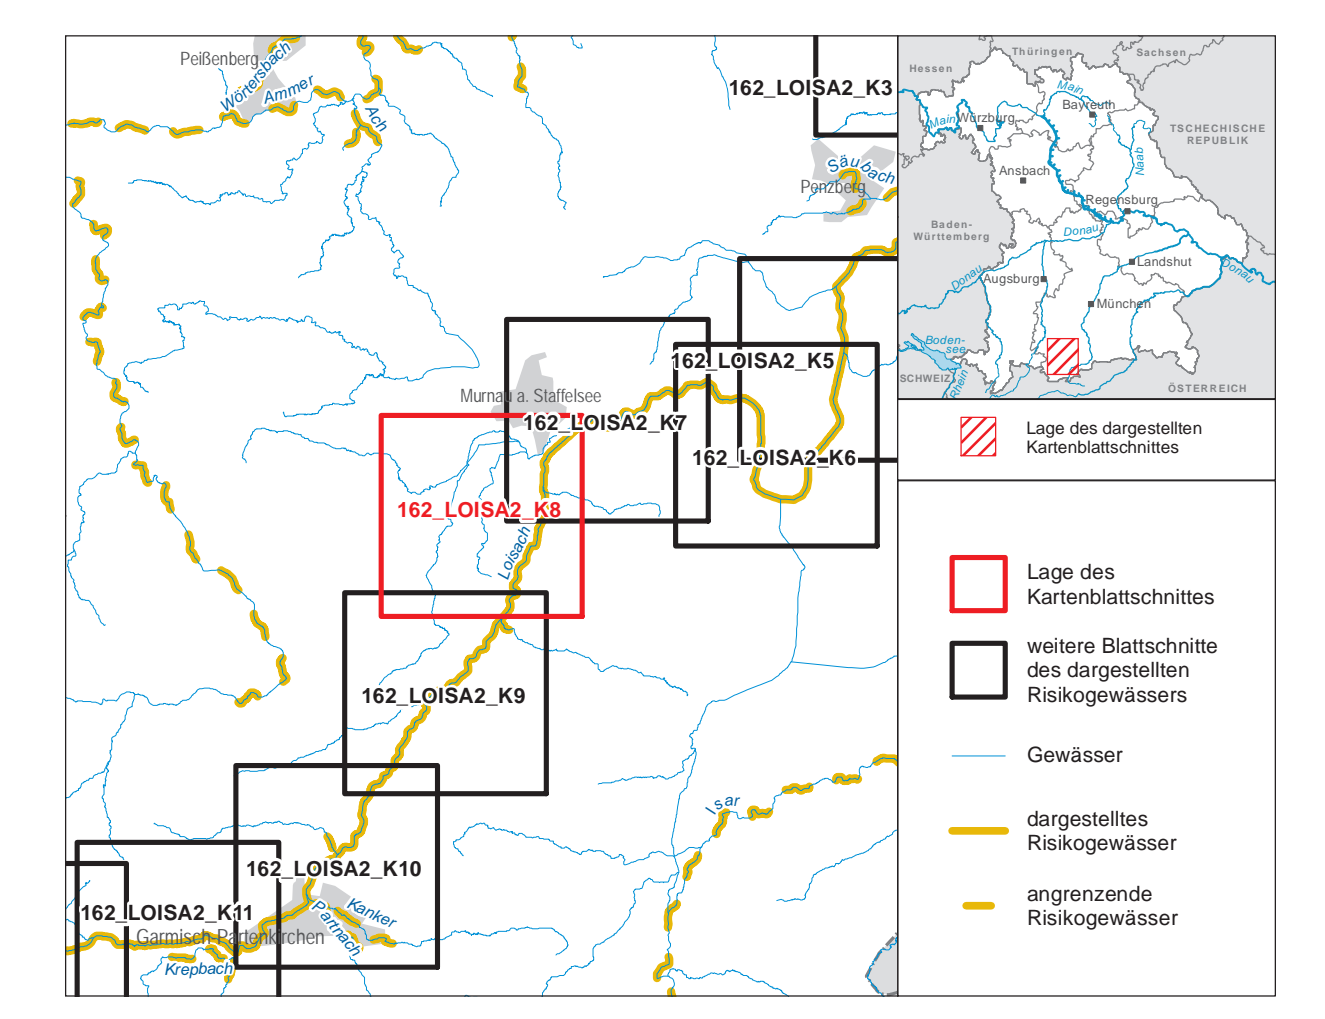 Peißenberg
Wörtersbach
Ammer
Ach
162_LOISA2_K3
Säubach
Penzberg
Murnau a. Staffelsee
162_LOISA2_K5
162_LOISA2_K7
162_LOISA2_K6
162_LOISA2_K8
Loisach
162_LOISA2_K9
Isar
162_LOISA2_K10
162_LOISA2_K11
Kanker
Partnach
Garmisch-Partenkirchen
Krepbach
Thüringen
Sachsen
Hessen
Main
Bayreuth
Main
Würzburg
TSCHECHISCHE
REPUBLIK
Naab
Ansbach
Regensburg
Baden-
Württemberg
Donau
Landshut
Donau
Donau
Augsburg
München
Boden-
see
SCHWEIZ
Rhein
ÖSTERREICH
Lage des dargestellten
Kartenblattschnittes
Lage des
Kartenblattschnittes
weitere Blattschnitte
des dargestellten
Risikogewässers
Gewässer
dargestelltes
Risikogewässer
angrenzende
Risikogewässer